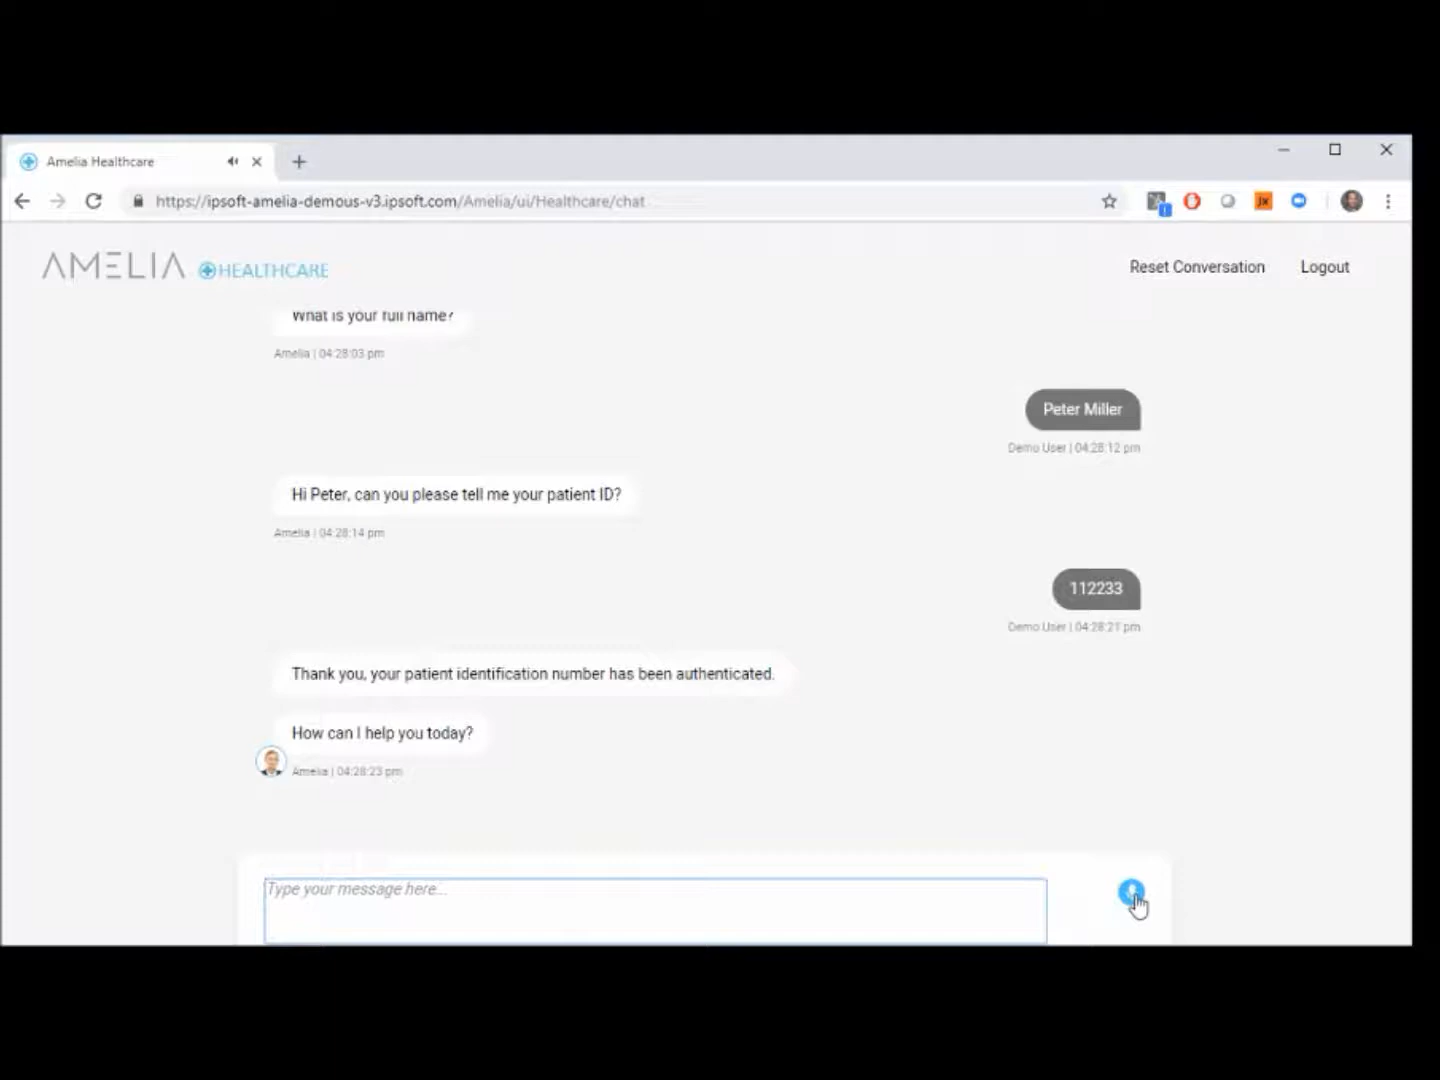 Amelia Healthcare
https://ipsoft-amelia-demous-v3.ipsoft.com/Amelia/ui/Healthcare/chat
JK
AMELIA HEALTHCARE
Reset Conversation
Logout
What is your full name?
Amelia | 04:28:03 pm
Peter Miller
Demo User | 04:28:12 pm
Hi Peter, can you please tell me your patient ID?
Amelia | 04:28:14 pm
112233
Demo User | 04:28:21 pm
Thank you, your patient identification number has been authenticated.
How can I help you today?
Amelia | 04:28:23 pm
Type your message here...